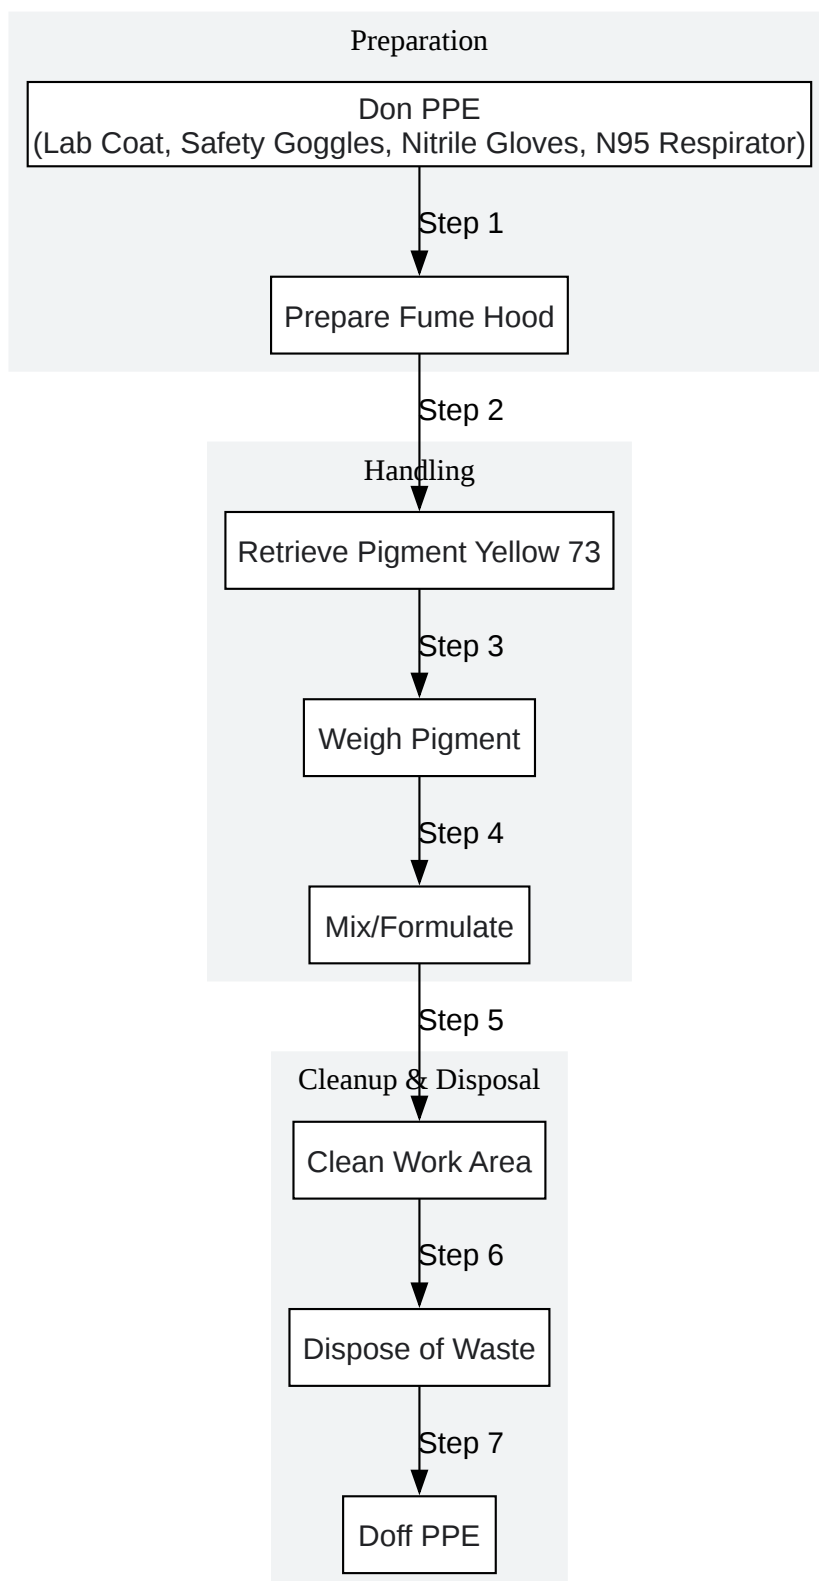 Preparation
Don PPE
(Lab Coat, Safety Goggles, Nitrile Gloves, N95 Respirator)
Step 1
Prepare Fume Hood
Step 2
Handling
Retrieve Pigment Yellow 73
Step 3
Weigh Pigment
Step 4
Mix/Formulate
Step 5
Cleanup & Disposal
Clean Work Area
Step 6
Dispose of Waste
Step 7
Doff PPE